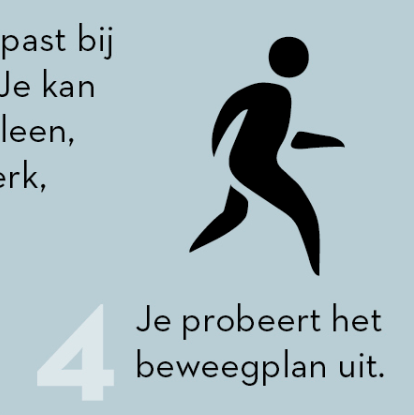 past bij
Je kan
leen,
erk,
4
Je probeert het
beweegplan uit.